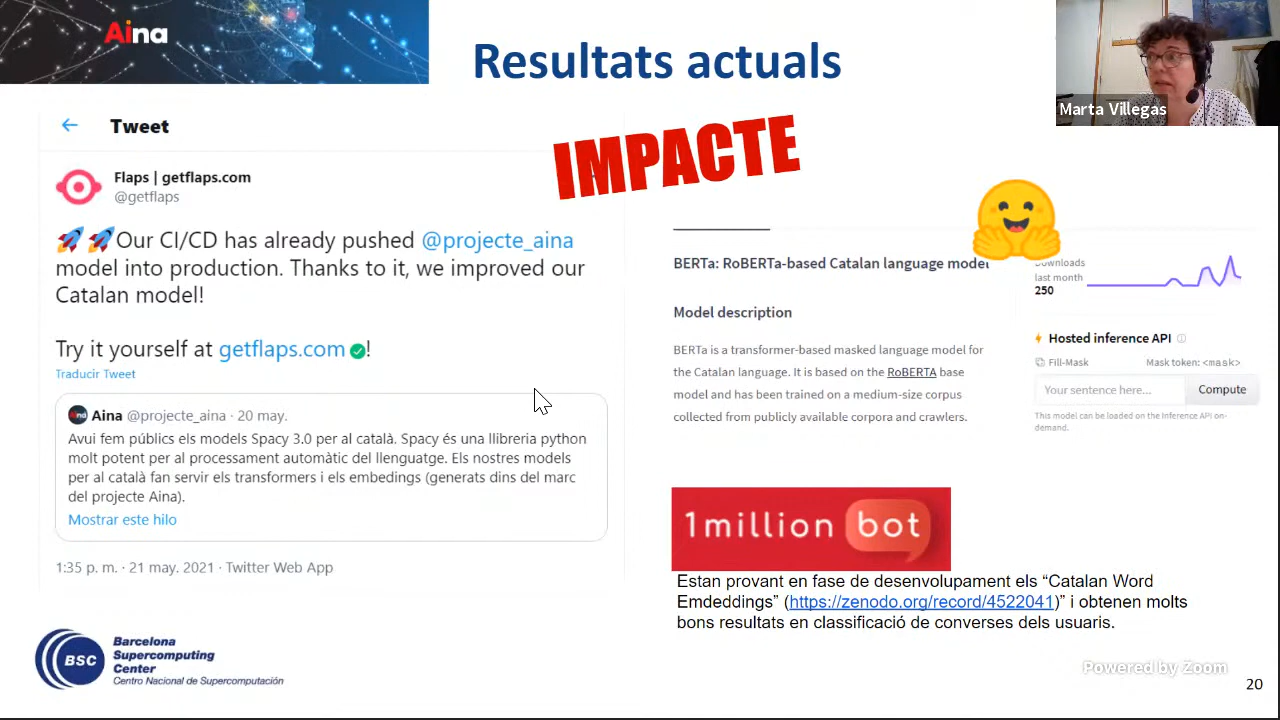 Aina
Resultats actuals
Marta Villegas
IMPACTE
Tweet
Flaps | getflaps.com
@getflaps
Our CI/CD has already pushed @projecte_aina
model into production. Thanks to it, we improved our
Catalan model!
Try it yourself at getflaps.com !
Traducir Tweet
Aina
Aina @projecte_aina · 20 may.
Avui fem públics els models Spacy 3.0 per al català. Spacy és una llibreria python
molt potent per al processament automàtic del llenguatge. Els nostres models
per al català fan servir els transformers i els embedings (generats dins del marc
del projecte Aina).
Mostrar este hilo
1:35 p. m. · 21 may. 2021 · Twitter Web App
BERTa: RoBERTa-based Catalan language model
Model description
BERTa is a transformer-based masked language model for
the Catalan language. It is based on the RoBERTA base
model and has been trained on a medium-size corpus
collected from publicly available corpora and crawlers.
Downloads
last month
250
Hosted inference API
Fill-Mask
Mask token: <mask>
Your sentence here...
Compute
This model can be loaded on the Inference API on-
demand.
1million bot
Estan provant en fase de desenvolupament els “Catalan Word
Emdeddings” (https://zenodo.org/record/4522041)” i obtenen molts
bons resultats en classificació de converses dels usuaris.
BSC
Barcelona
Supercomputing
Center
Centro Nacional de Supercomputación
Powered by Zoom
20